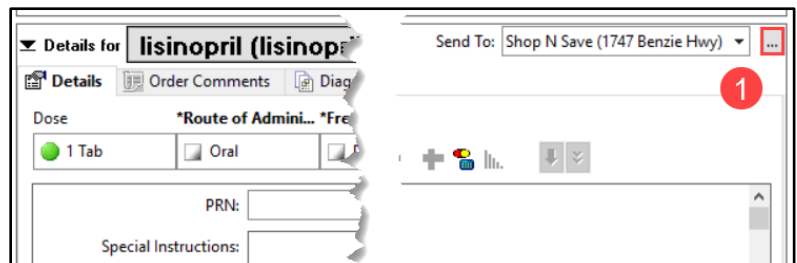 Details for lisinopril (lisinop Send To: Shop N Save (1747 Benzie Hwy) ...
Details Order Comments Diag 1
Dose *Route of Admini... *Fre
1 Tab Oral
PRN:
Special Instructions: